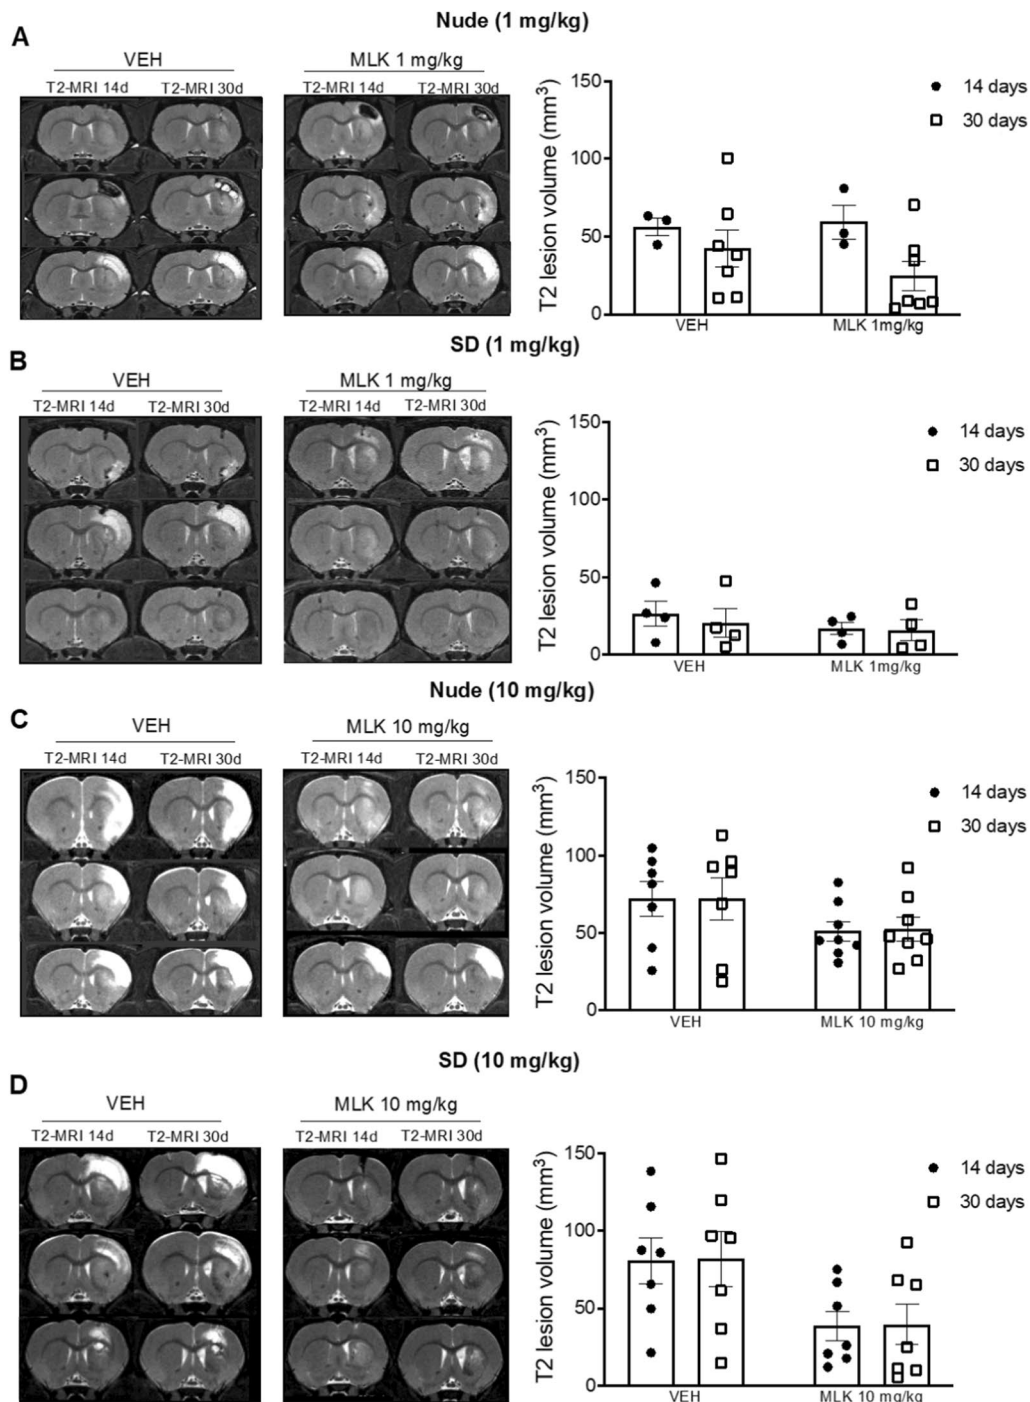 Nude (1 mg/kg)
A
VEH
MLK 1 mg/kg
T2-MRI 14d T2-MRI 30d
T2-MRI 14d T2-MRI 30d
T2 lesion volume (mm³)
150
100
50
0
14 days
30 days
VEH
MLK 1mg/kg
SD (1 mg/kg)
B
VEH
MLK 1 mg/kg
T2-MRI 14d T2-MRI 30d
T2-MRI 14d T2-MRI 30d
T2 lesion volume (mm³)
150
100
50
0
14 days
30 days
VEH
MLK 1mg/kg
Nude (10 mg/kg)
C
VEH
MLK 10 mg/kg
T2-MRI 14d T2-MRI 30d
T2-MRI 14d T2-MRI 30d
T2 lesion volume (mm³)
150
100
50
0
14 days
30 days
VEH
MLK 10 mg/kg
SD (10 mg/kg)
D
VEH
MLK 10 mg/kg
T2-MRI 14d T2-MRI 30d
T2-MRI 14d T2-MRI 30d
T2 lesion volume (mm³)
150
100
50
0
14 days
30 days
VEH
MLK 10 mg/kg